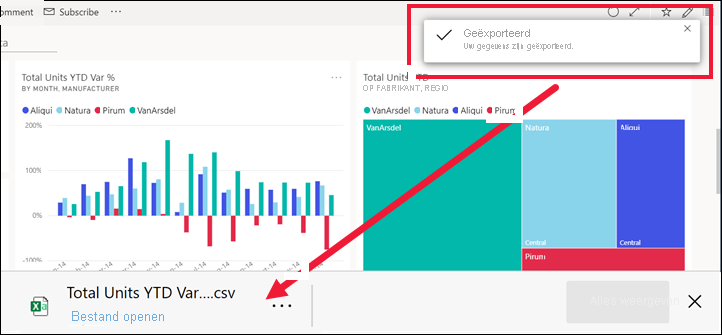 omment
Subscribe
ta
Geëxporteerd
Uw gegevens zijn geëxporteerd.
Total Units YTD Var %
BY MONTH, MANUFACTURER
Aliqui Natura Pirum VanArsdel
200%
100%
0%
-100%
Total Units TD
OP FABRIKANT, REGIO
VanArsdel Natura Aliqui Pirum
VanArsdel
Natura
Aliqui
Central
Central
Pirum
Total Units YTD Var....csv
Bestand openen
Alles weergeven